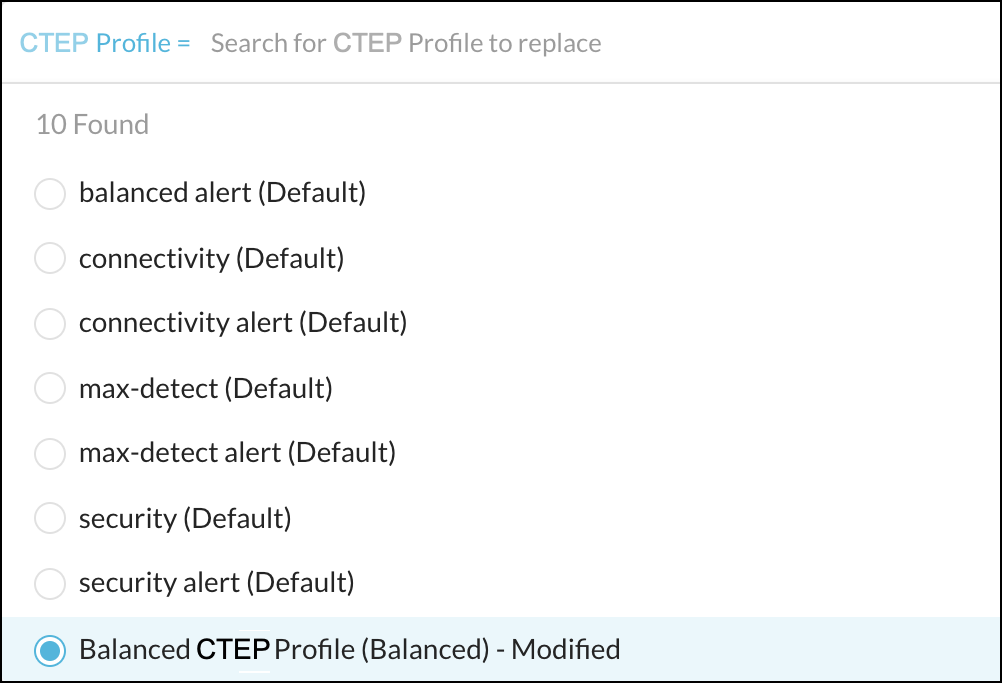 CTEP Profile = Search for CTEP Profile to replace
10 Found
balanced alert (Default)
connectivity (Default)
connectivity alert (Default)
max-detect (Default)
max-detect alert (Default)
security (Default)
security alert (Default)
Balanced CTEP Profile (Balanced) - Modified